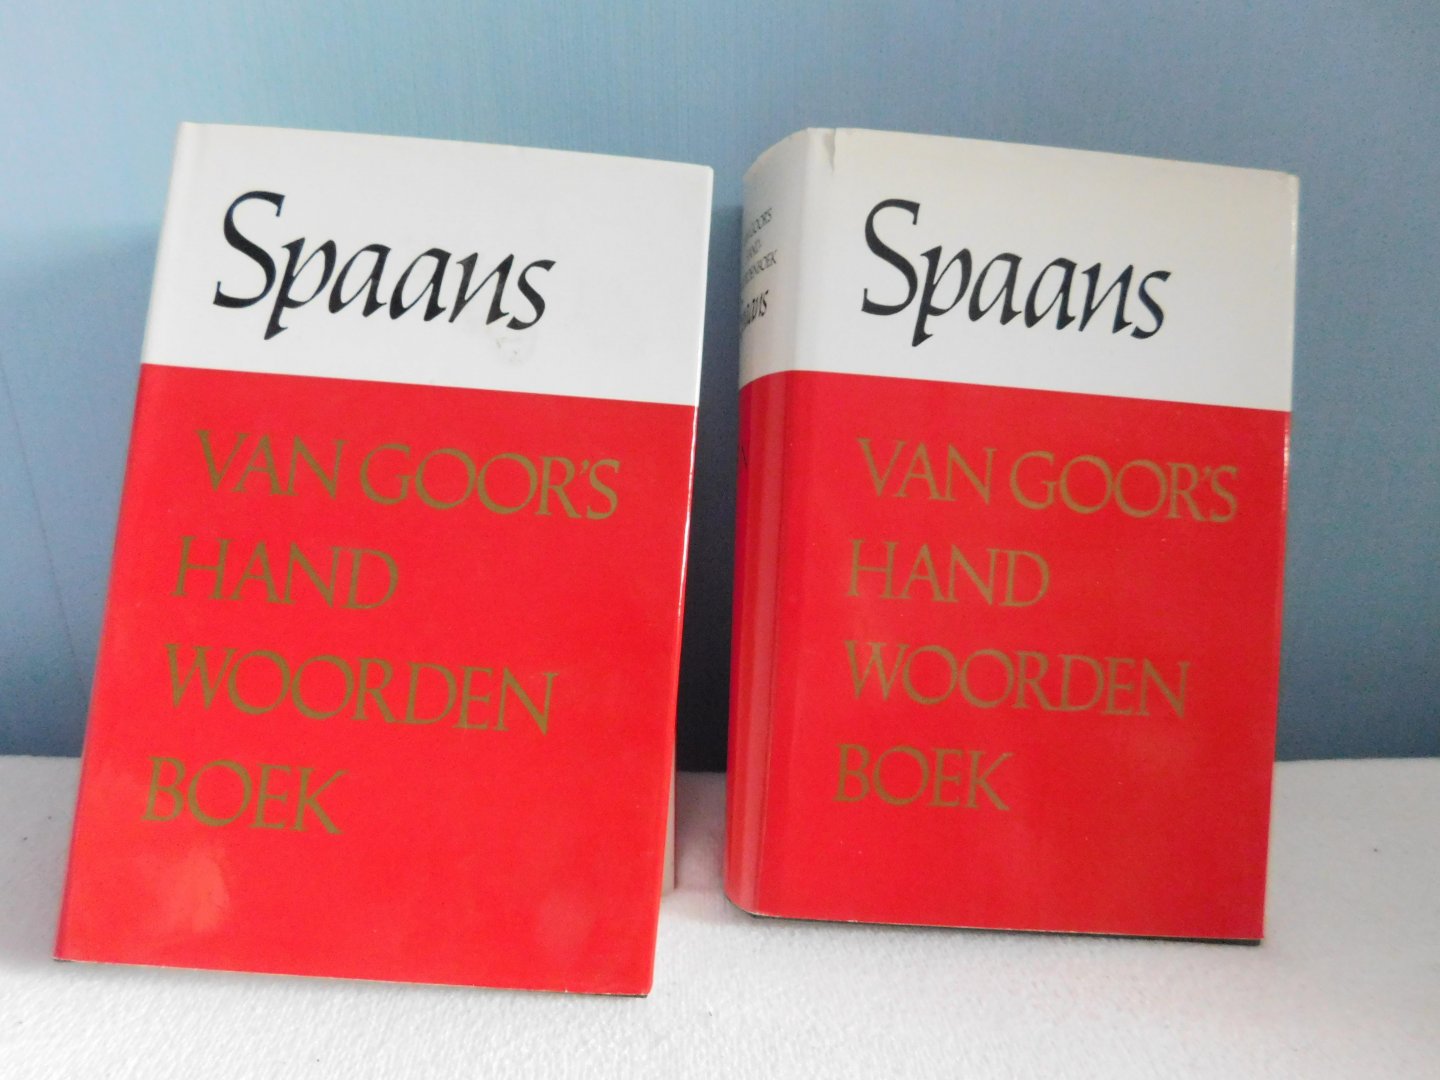 Spaans
VAN GOOR'S
HAND
WOORDEN
BOEK
Spaans
VAN GOOR'S
HAND
WOORDEN
BOEK